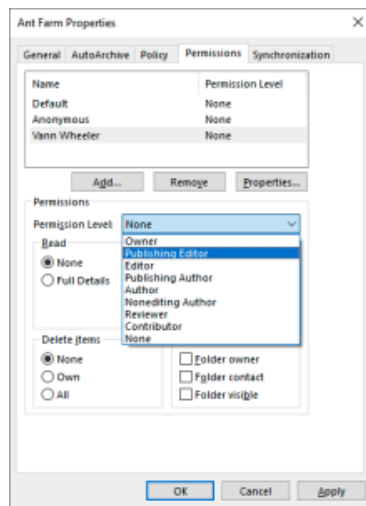 Ant Farm Properties
General AutoArchive Policy Permissions Synchronization
Name Permission Level
Default None
Anonymous None
Vann Wheeler None
Add... Remove Properties...
Permissions
Permission Level: None
Owner
Publishing Editor
Editor
Publishing Author
Author
Nonediting Author
Reviewer
Contributor
None
Read
None
Full Details
Delete items
None
Own
All
Folder owner
Folder contact
Folder visible
OK Cancel Apply